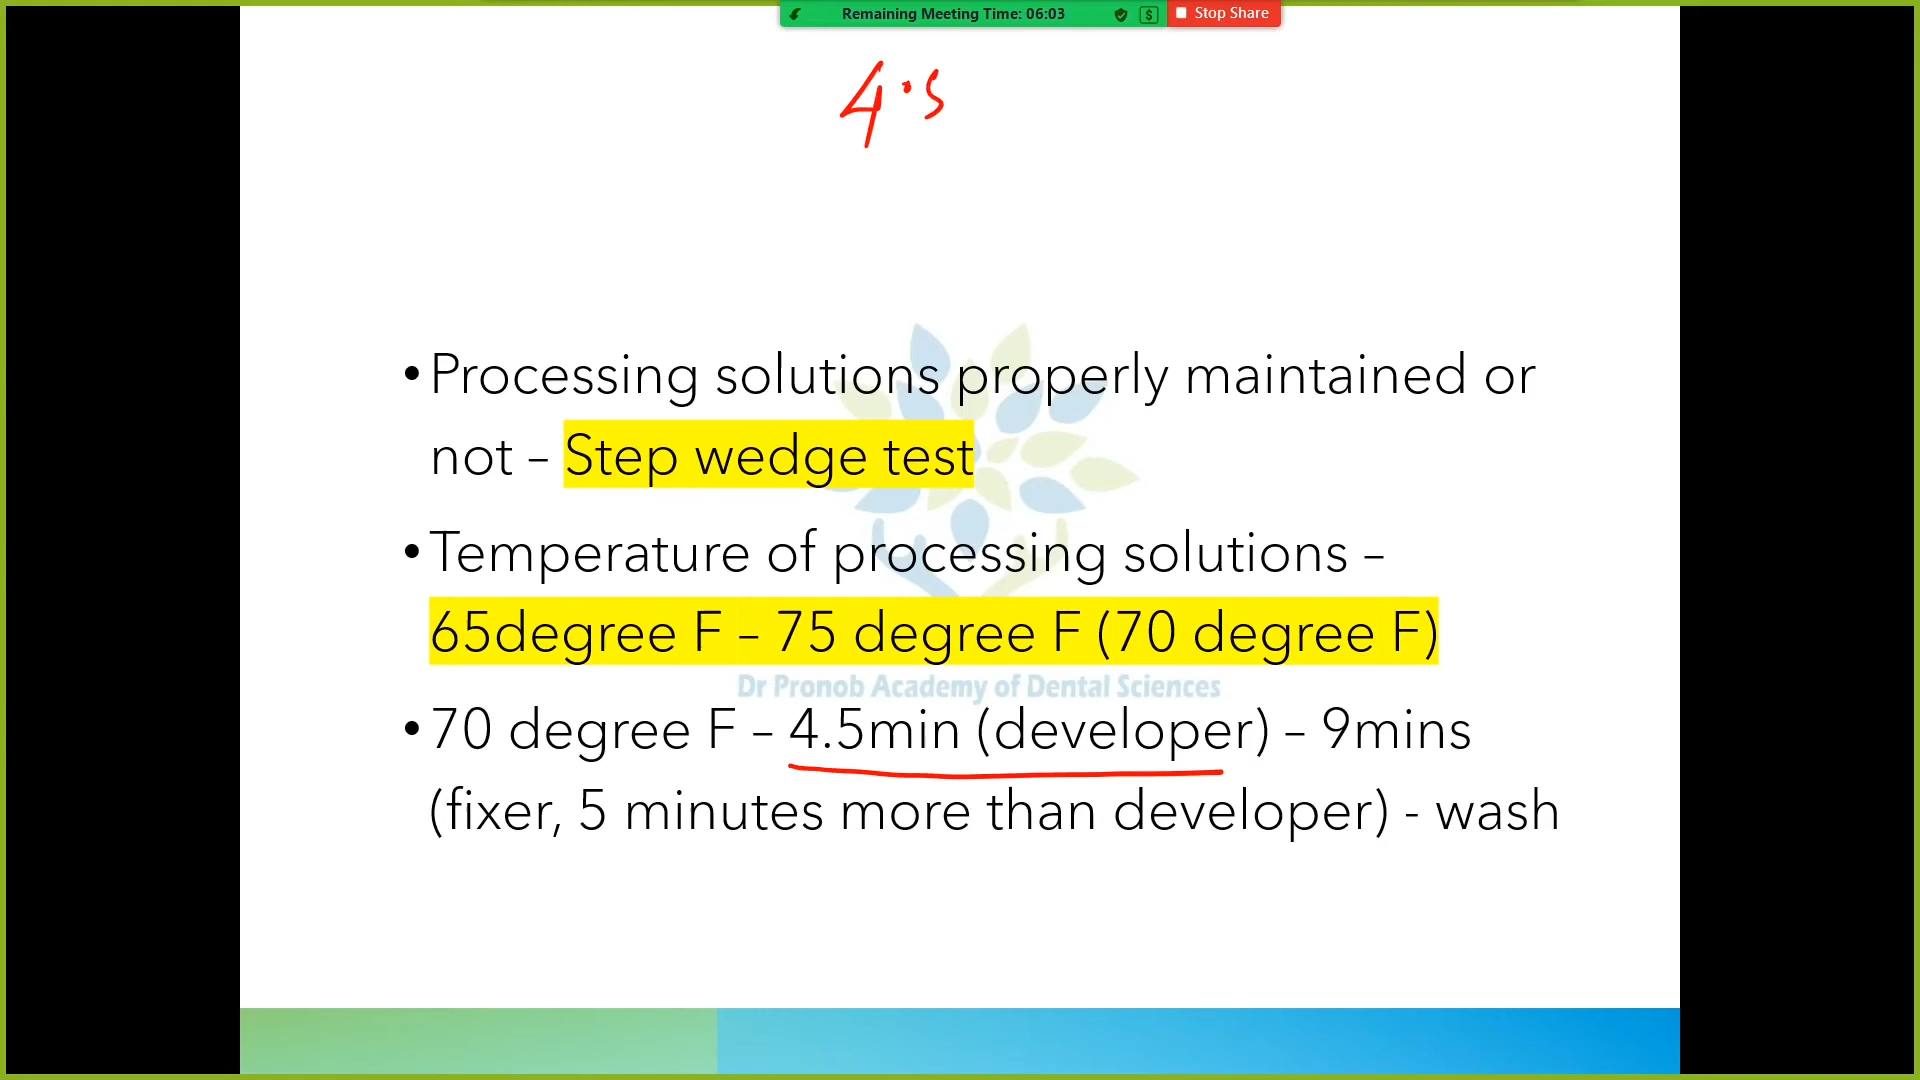 Remaining Meeting Time: 06:03
Stop Share
4.5
• Processing solutions properly maintained or
not – Step wedge test
• Temperature of processing solutions –
65degree F – 75 degree F (70 degree F)
Dr Pronob Academy of Dental Sciences
• 70 degree F – 4.5min (developer) – 9mins
(fixer, 5 minutes more than developer) - wash